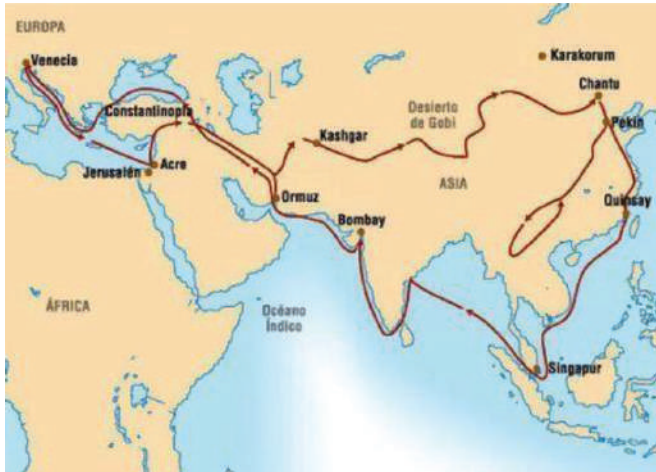 EUROPA
Venecia
Karakorum
Chantu
Constantinopla
Desierto
de Gobi
Pekín
Kashgar
Acre
Jerusalén
ASIA
Ormuz
Quinsay
Bombay
ÁFRICA
Océano
Índico
Singapur